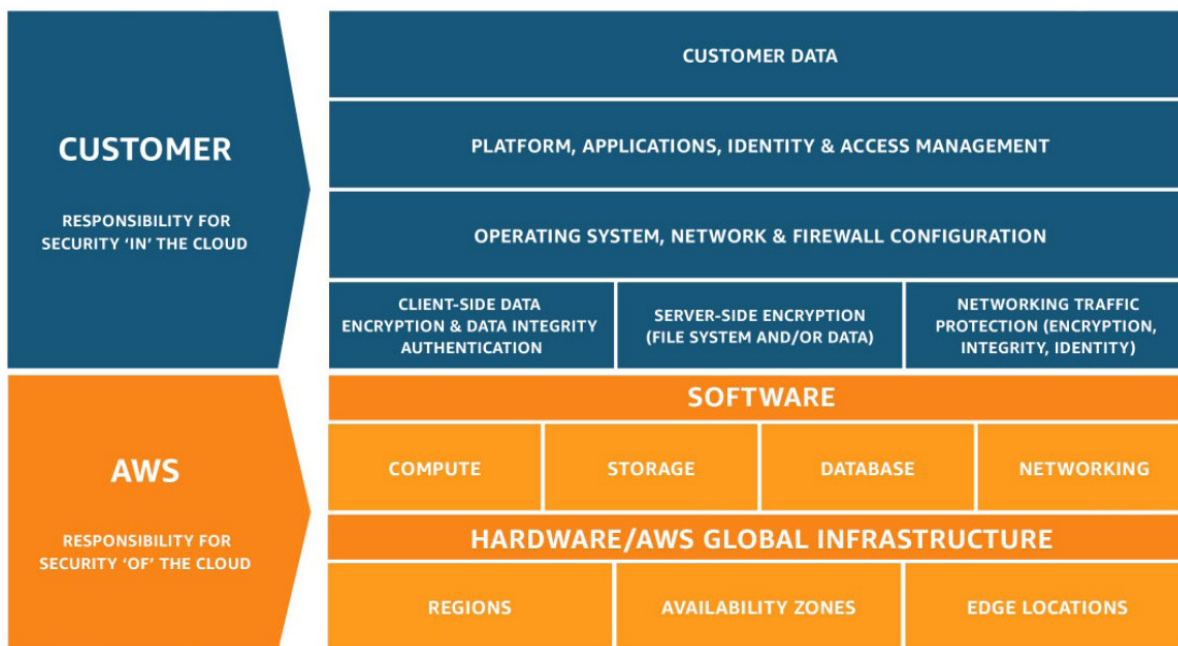 CUSTOMER
RESPONSIBILITY FOR
SECURITY ‘IN’ THE CLOUD
CUSTOMER DATA
PLATFORM, APPLICATIONS, IDENTITY & ACCESS MANAGEMENT
OPERATING SYSTEM, NETWORK & FIREWALL CONFIGURATION
CLIENT-SIDE DATA
ENCRYPTION & DATA INTEGRITY
AUTHENTICATION
SERVER-SIDE ENCRYPTION
(FILE SYSTEM AND/OR DATA)
NETWORKING TRAFFIC
PROTECTION (ENCRYPTION,
INTEGRITY, IDENTITY)
AWS
RESPONSIBILITY FOR
SECURITY ‘OF’ THE CLOUD
SOFTWARE
COMPUTE
STORAGE
DATABASE
NETWORKING
HARDWARE/AWS GLOBAL INFRASTRUCTURE
REGIONS
AVAILABILITY ZONES
EDGE LOCATIONS